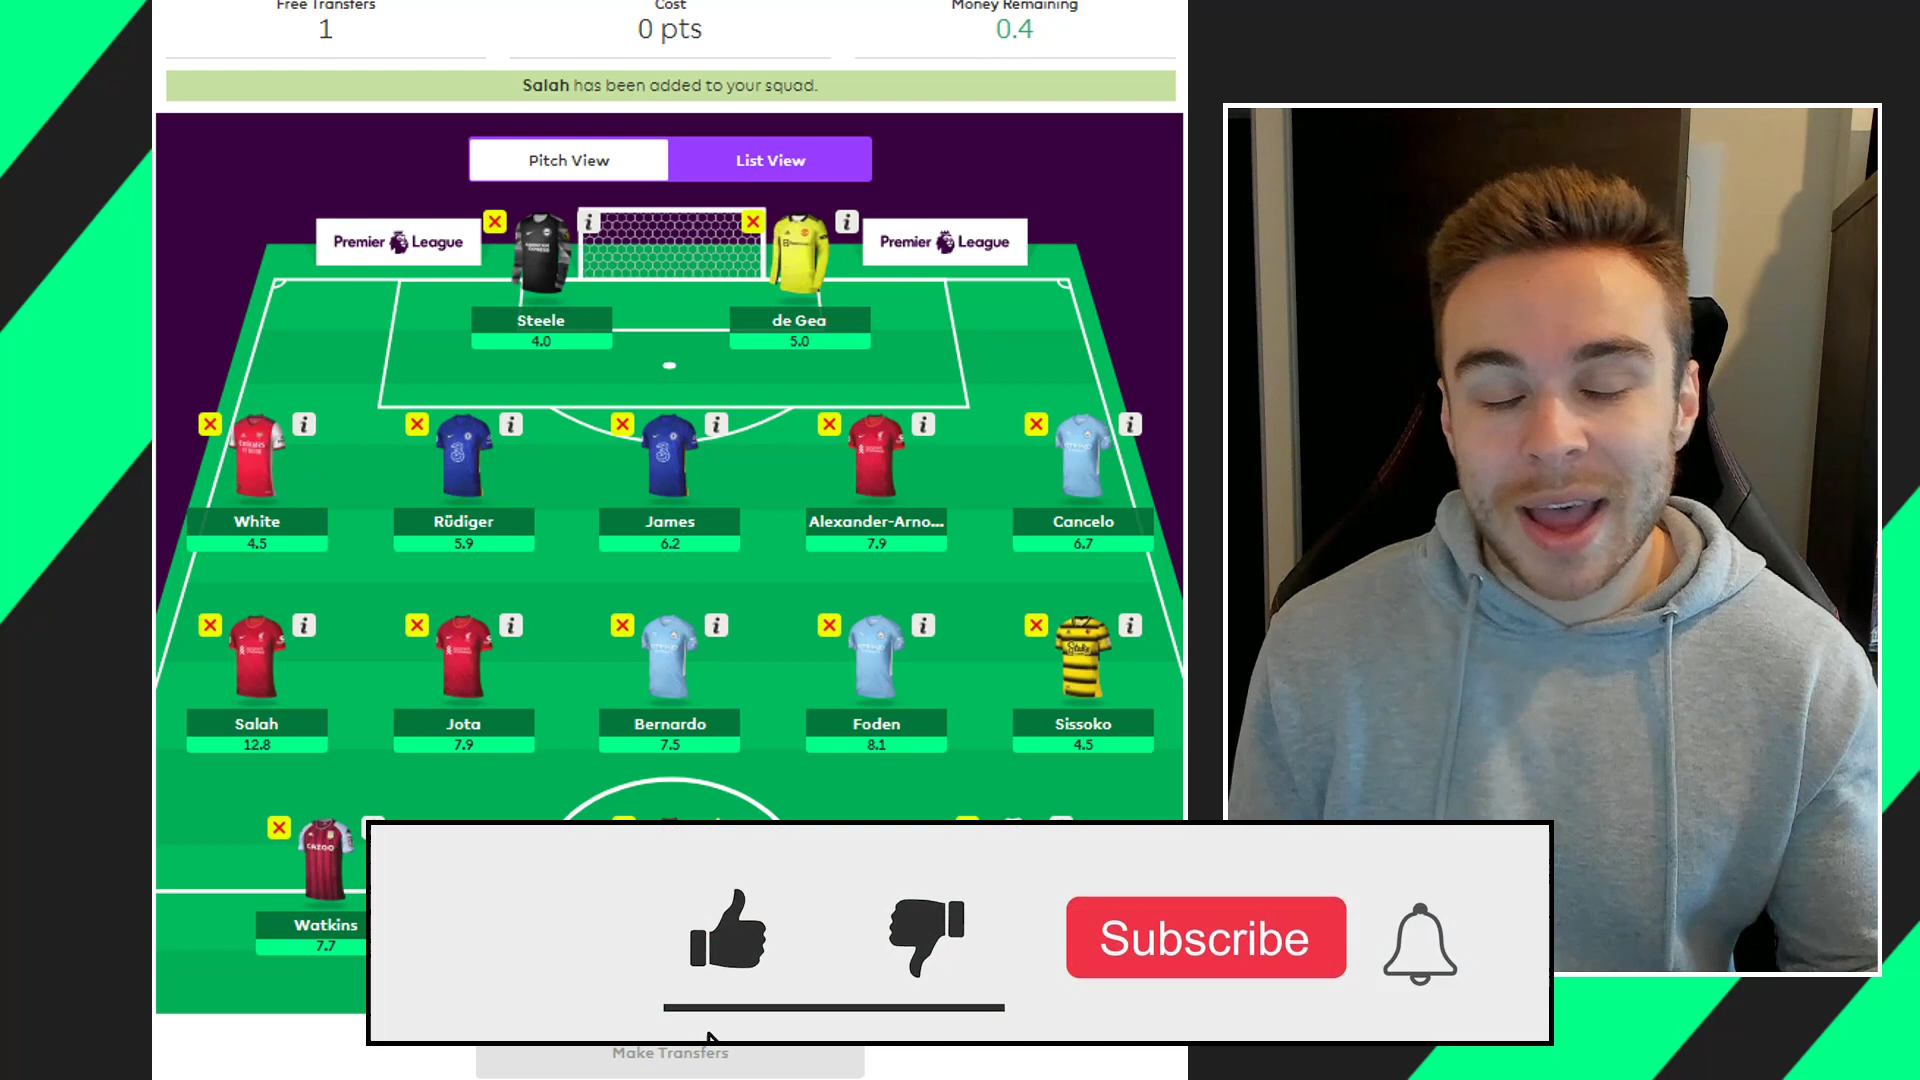 Free Transfers
Cost
Money Remaining
1
0 pts
0.4
Salah has been added to your squad.
Pitch View
List View
Premier League
Premier League
Steele
4.0
de Gea
5.0
White
4.5
Rüdiger
5.9
James
6.2
Alexander-Arno...
7.9
Cancelo
6.7
Salah
12.8
Jota
7.9
Bernardo
7.5
Foden
8.1
Sissoko
4.5
CAZOO
Watkins
7.7
Subscribe
Make Transfers